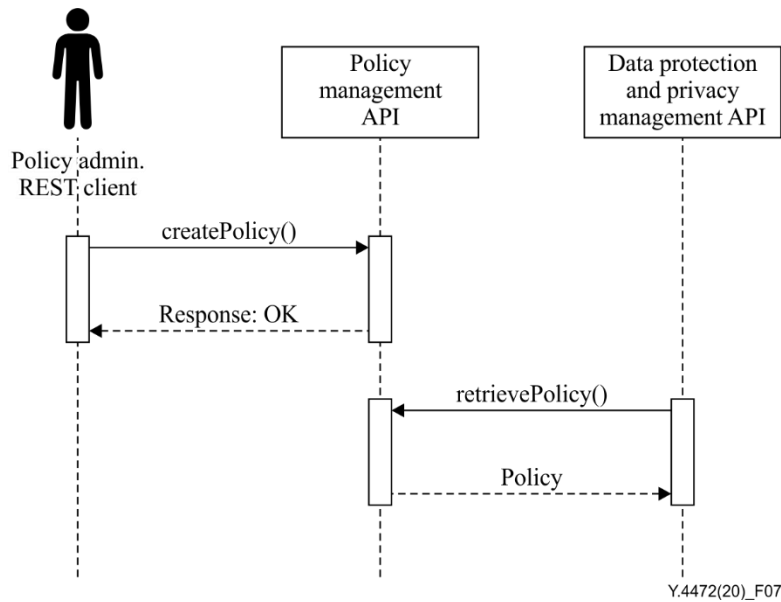 Policy admin.
REST client
Policy
management
API
Data protection
and privacy
management API
createPolicy()
Response: OK
retrievePolicy()
Policy
Y.4472(20)_F07